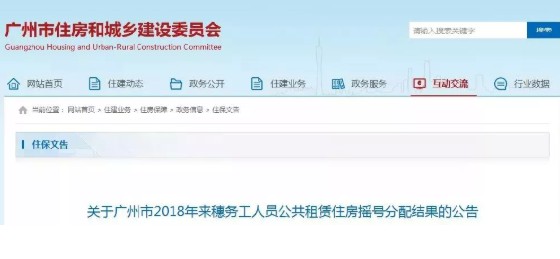 广州市住房和城乡建设委员会
Guangzhou Housing and Urban-Rural Construction Committee
请输入搜索关键字 搜索
网站首页 住建动态 政务公开 住建业务 政务服务 互动交流 行业数据
当前位置：网站首页 > 住建业务 > 住房保障 > 政务信息 > 住保文告
住保文告
关于广州市2018年来穗务工人员公共租赁住房摇号分配结果的公告